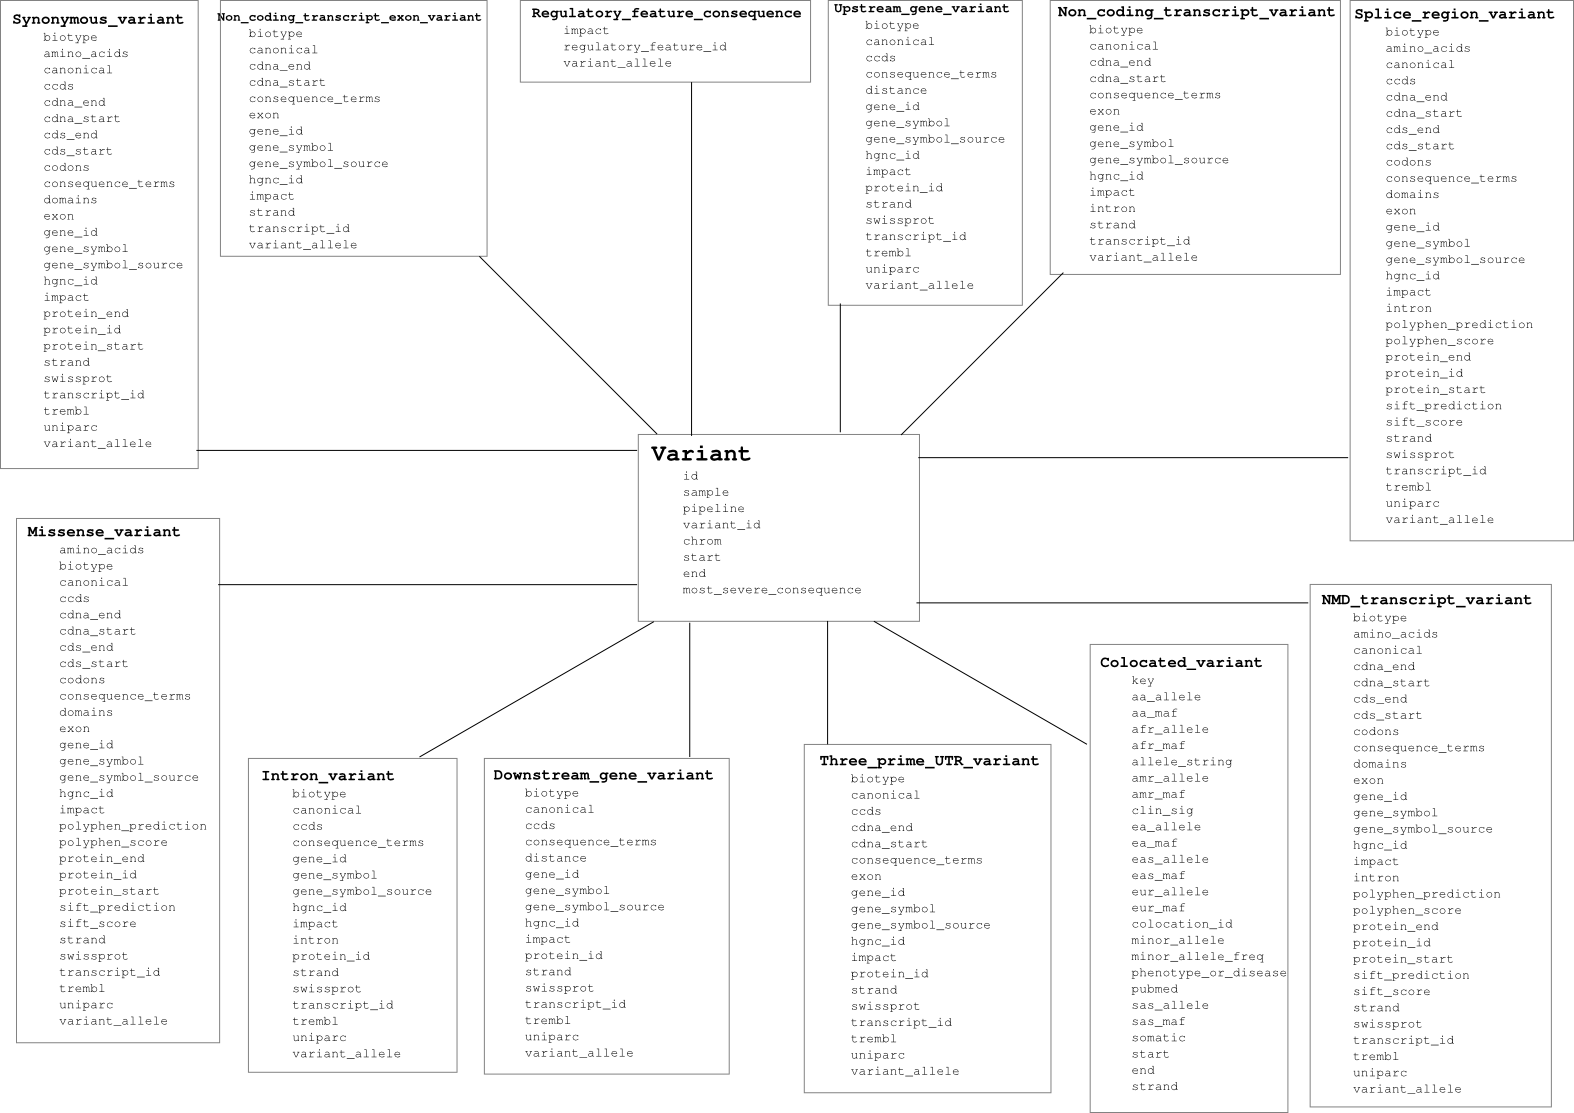 Synonymous_variant
biotype
amino_acids
canonical
ccds
cdna_end
cdna_start
cds_end
cds_start
codons
consequence_terms
domains
exon
gene_id
gene_symbol
gene_symbol_source
hgnc_id
impact
protein_end
protein_id
protein_start
strand
swissprot
transcript_id
trembl
uniparc
variant_allele
Non_coding_transcript_exon_variant
biotype
canonical
cdna_end
cdna_start
consequence_terms
exon
gene_id
gene_symbol
gene_symbol_source
hgnc_id
impact
strand
transcript_id
variant_allele
Regulatory_feature_consequence
impact
regulatory_feature_id
variant_allele
Upstream_gene_variant
biotype
canonical
ccds
consequence_terms
distance
gene_id
gene_symbol
gene_symbol_source
hgnc_id
impact
protein_id
strand
swissprot
transcript_id
trembl
uniparc
variant_allele
Non_coding_transcript_variant
biotype
canonical
cdna_end
cdna_start
consequence_terms
exon
gene_id
gene_symbol
gene_symbol_source
hgnc_id
impact
intron
strand
transcript_id
variant_allele
Splice_region_variant
biotype
amino_acids
canonical
ccds
cdna_end
cdna_start
cds_end
cds_start
codons
consequence_terms
domains
exon
gene_id
gene_symbol
gene_symbol_source
hgnc_id
impact
intron
polyphen_prediction
polyphen_score
protein_end
protein_id
protein_start
sift_prediction
sift_score
strand
swissprot
transcript_id
trembl
uniparc
variant_allele
Variant
id
sample
pipeline
variant_id
chrom
start
end
most_severe_consequence
Missense_variant
amino_acids
biotype
canonical
ccds
cdna_end
cdna_start
cds_end
cds_start
codons
consequence_terms
domains
exon
gene_id
gene_symbol
gene_symbol_source
hgnc_id
impact
polyphen_prediction
polyphen_score
protein_end
protein_id
protein_start
sift_prediction
sift_score
strand
swissprot
transcript_id
trembl
uniparc
variant_allele
Intron_variant
biotype
canonical
ccds
consequence_terms
gene_id
gene_symbol
gene_symbol_source
hgnc_id
impact
intron
protein_id
strand
swissprot
transcript_id
trembl
uniparc
variant_allele
Downstream_gene_variant
biotype
canonical
ccds
consequence_terms
distance
gene_id
gene_symbol
gene_symbol_source
hgnc_id
impact
protein_id
strand
swissprot
transcript_id
trembl
uniparc
variant_allele
Three_prime_UTR_variant
biotype
canonical
ccds
cdna_end
cdna_start
consequence_terms
exon
gene_id
gene_symbol
gene_symbol_source
hgnc_id
impact
protein_id
strand
swissprot
transcript_id
trembl
uniparc
variant_allele
Colocated_variant
key
aa_allele
aa_maf
afr_allele
afr_maf
allele_string
amr_allele
amr_maf
clin_sig
ea_allele
ea_maf
eas_allele
eas_maf
eur_allele
eur_maf
colocation_id
minor_allele
minor_allele_freq
phenotype_or_disease
pubmed
sas_allele
sas_maf
somatic
start
end
strand
NMD_transcript_variant
biotype
amino_acids
canonical
cdna_end
cdna_start
cds_end
cds_start
codons
consequence_terms
domains
exon
gene_id
gene_symbol
gene_symbol_source
hgnc_id
impact
intron
polyphen_prediction
polyphen_score
protein_end
protein_id
protein_start
sift_prediction
sift_score
strand
swissprot
transcript_id
trembl
uniparc
variant_allele